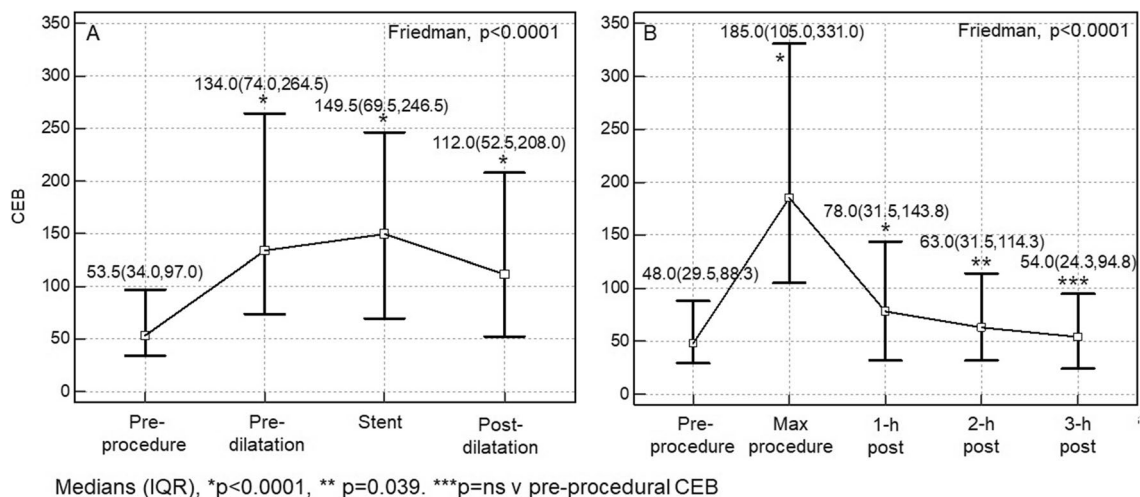 A
Friedman, p<0.0001
350
300
250
200
150
100
50
0
CEB
134.0(74.0,264.5)
*
149.5(69.5,246.5)
*
112.0(52.5,208.0)
*
53.5(34.0,97.0)
Pre-
procedure
Pre-
dilatation
Stent
Post-
dilatation
B
Friedman, p<0.0001
350
300
250
200
150
100
50
0
185.0(105.0,331.0)
*
78.0(31.5,143.8)
*
63.0(31.5,114.3)
**
54.0(24.3,94.8)
***
48.0(29.5,88.3)
Pre-
procedure
Max
procedure
1-h
post
2-h
post
3-h
post
Medians (IQR), *p<0.0001, ** p=0.039. ***p=ns v pre-procedural CEB